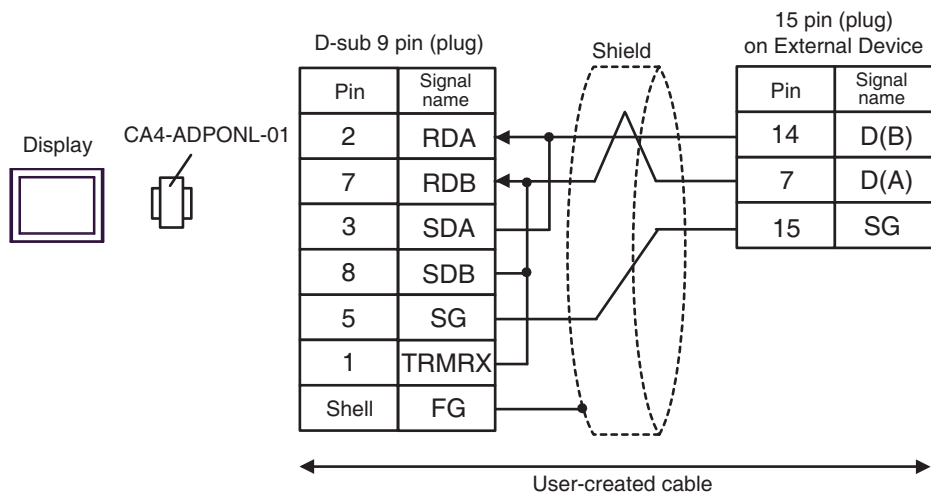 15 pin (plug)
on External Device
D-sub 9 pin (plug)
Shield
Pin
Signal
name
Pin
Signal
name
Display
CA4-ADPONL-01
2
RDA
14
D(B)
7
RDB
7
D(A)
3
SDA
15
SG
8
SDB
5
SG
1
TRMRX
Shell
FG
User-created cable